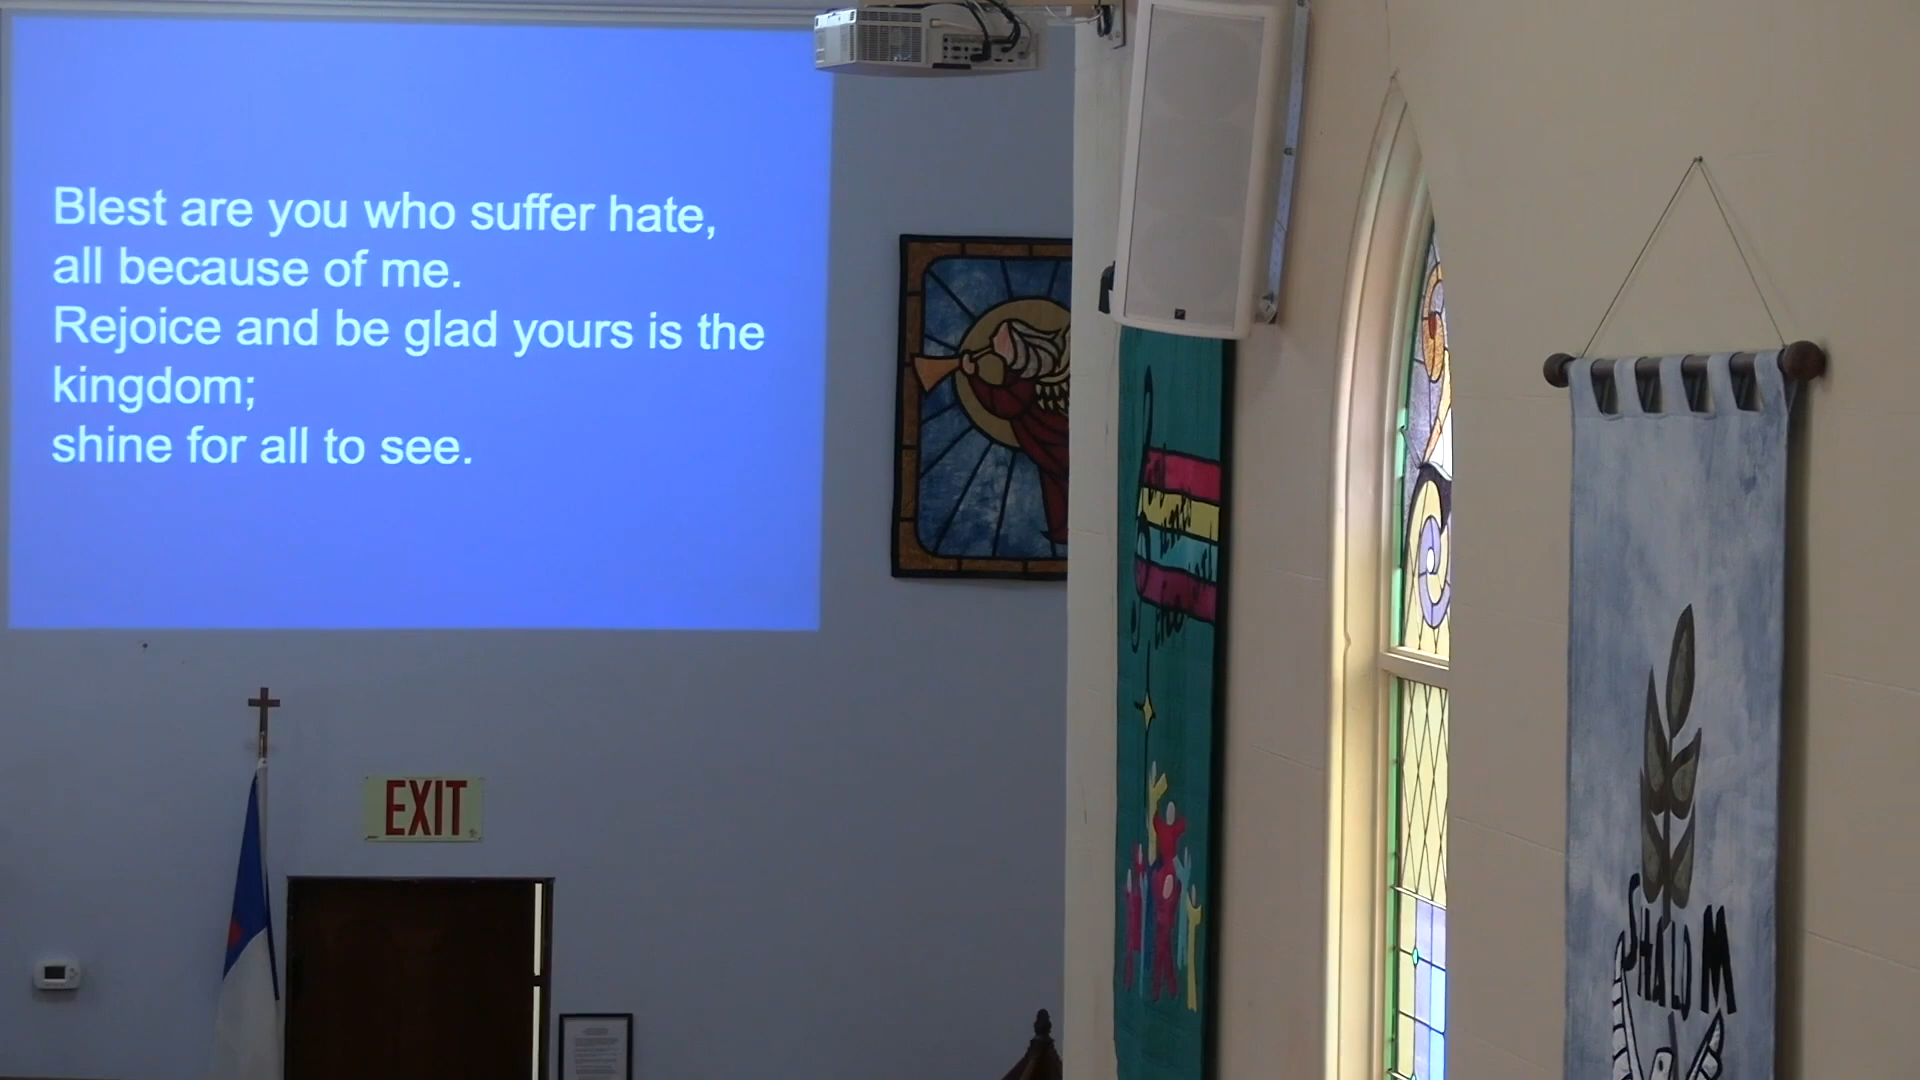 Blest are you who suffer hate,
all because of me.
Rejoice and be glad yours is the
kingdom;
shine for all to see.
EXIT
SHALOM